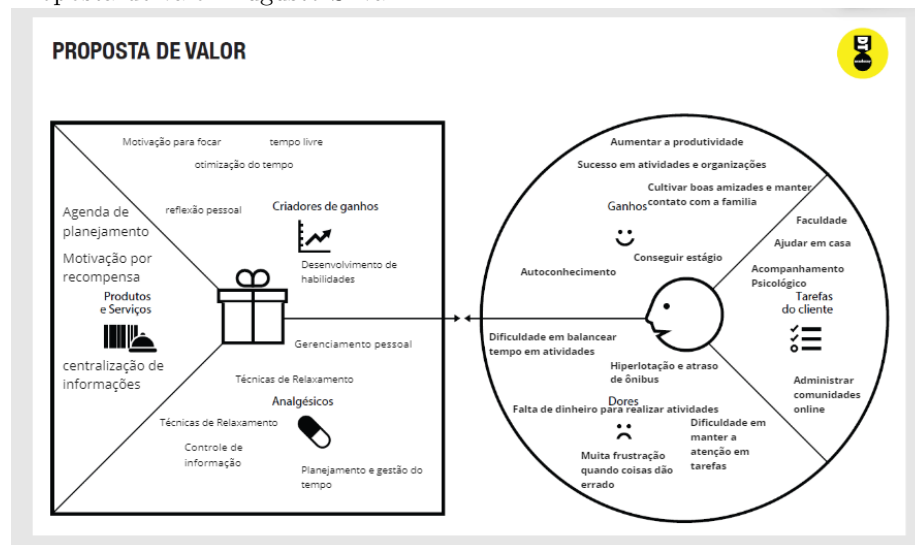 PROPOSTA DE VALOR
Motivação para focar
tempo livre
otimização do tempo
reflexão pessoal
Criadores de ganhos
Desenvolvimento de
habilidades
Agenda de
planejamento
Motivação por
recompensa
Produtos
e Serviços
centralização de
informações
Gerenciamento pessoal
Técnicas de Relaxamento
Analgésicos
Técnicas de Relaxamento
Controle de
informação
Planejamento e gestão do
tempo
Aumentar a produtividade
Sucesso em atividades e organizações
Cultivar boas amizades e manter
contato com a familia
Ganhos
Conseguir estágio
Autoconhecimento
Faculdade
Ajudar em casa
Acompanhamento
Psicológico
Tarefas
do cliente
Administrar
comunidades
online
Dificuldade em balancear
tempo em atividades
Hiperlotação e atraso
de ônibus
Dores
Falta de dinheiro para realizar atividades
Muita frustração
quando coisas dão
errado
Dificuldade em
manter a
atenção em
tarefas